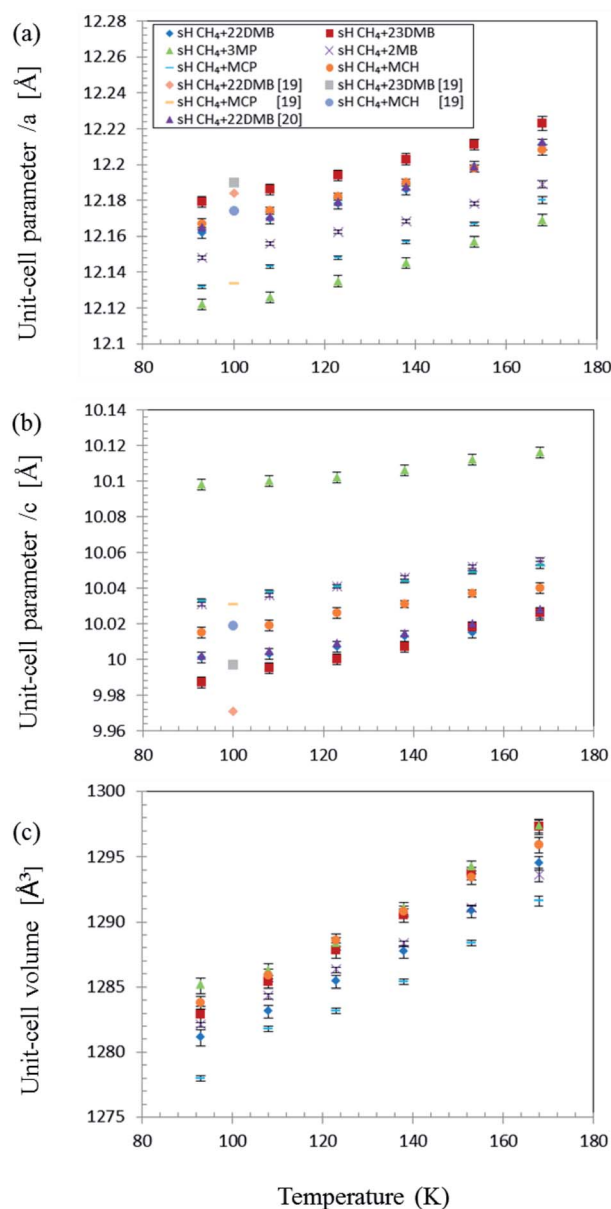 (a)
12.28
12.26
12.24
12.22
12.2
12.18
12.16
12.14
12.12
12.1
Unit-cell parameter /a [Å]
sH CH₄+22DMB sH CH₄+23DMB
sH CH₄+3MP sH CH₄+2MB
sH CH₄+MCP sH CH₄+MCH
sH CH₄+22DMB [19] sH CH₄+23DMB [19]
sH CH₄+MCP [19] sH CH₄+MCH [19]
sH CH₄+22DMB [20]
80 100 120 140 160 180
(b)
10.14
10.12
10.1
10.08
10.06
10.04
10.02
10
9.98
9.96
Unit-cell parameter /c [Å]
80 100 120 140 160 180
(c)
1300
1295
1290
1285
1280
1275
Unit-cell volume [Å³]
80 100 120 140 160 180
Temperature (K)